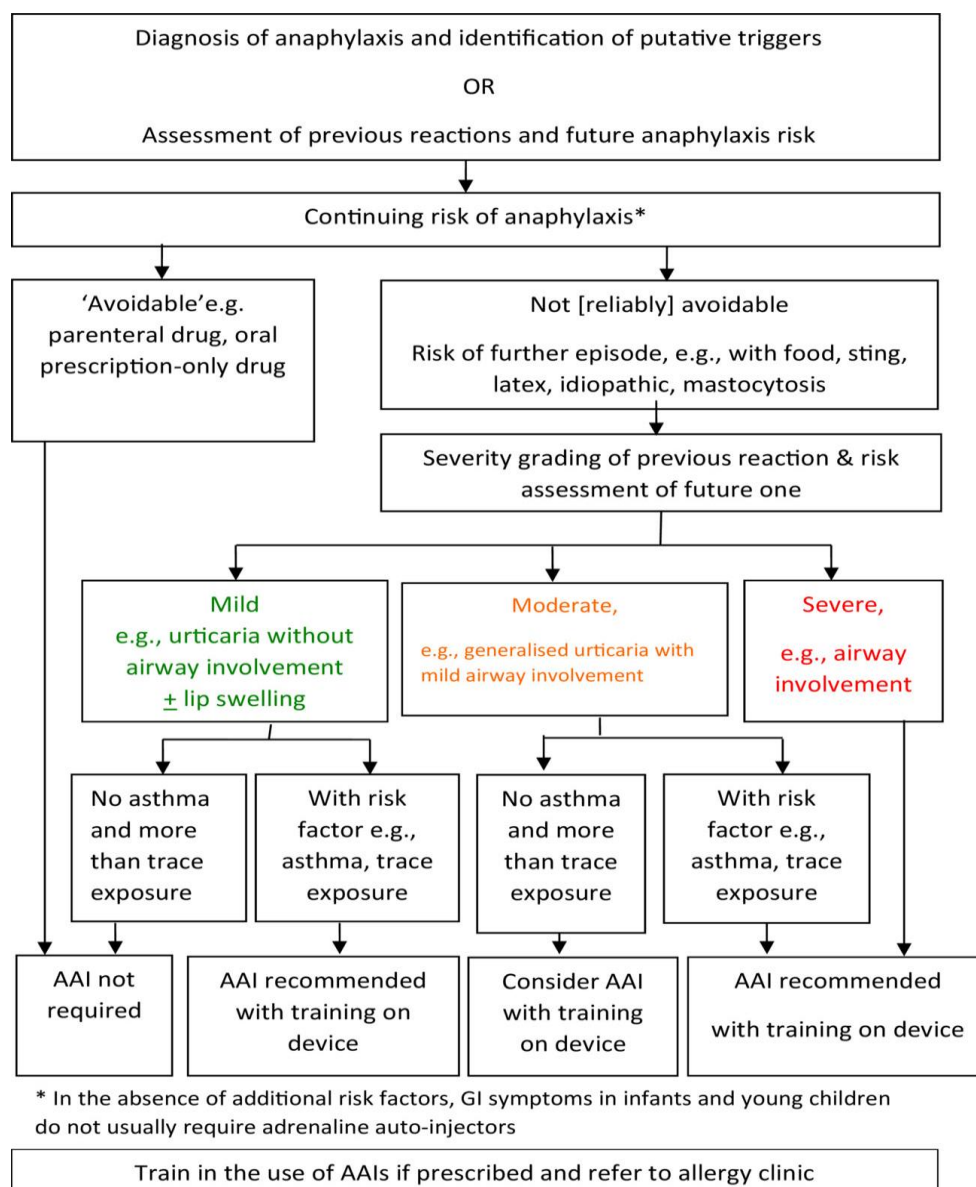 Diagnosis of anaphylaxis and identification of putative triggers
OR
Assessment of previous reactions and future anaphylaxis risk
Continuing risk of anaphylaxis*
‘Avoidable’e.g.
parenteral drug, oral
prescription-only drug
Not [reliably] avoidable
Risk of further episode, e.g., with food, sting,
latex, idiopathic, mastocytosis
Severity grading of previous reaction & risk
assessment of future one
Mild
e.g., urticaria without
airway involvement
± lip swelling
Moderate,
e.g., generalised urticaria with
mild airway involvement
Severe,
e.g., airway
involvement
No asthma
and more
than trace
exposure
With risk
factor e.g.,
asthma, trace
exposure
No asthma
and more
than trace
exposure
With risk
factor e.g.,
asthma, trace
exposure
AAI not
required
AAI recommended
with training on
device
Consider AAI
with training
on device
AAI recommended
with training on device
* In the absence of additional risk factors, GI symptoms in infants and young children
do not usually require adrenaline auto-injectors
Train in the use of AAIs if prescribed and refer to allergy clinic